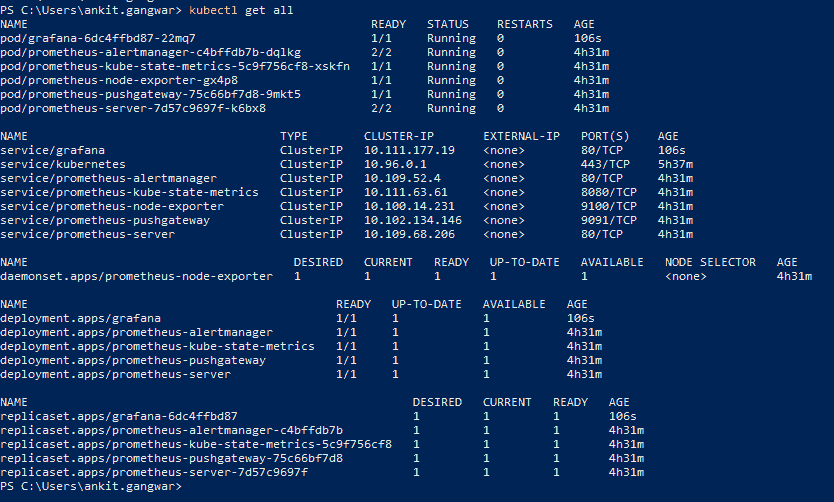 PS C:\Users\ankit.gangwar> kubectl get all
NAME READY STATUS RESTARTS AGE
pod/grafana-6dc4ffbd87-22mq7 1/1 Running 0 106s
pod/prometheus-alertmanager-c4bffdb7b-dqlkg 2/2 Running 0 4h31m
pod/prometheus-kube-state-metrics-5c9f756cf8-xskfn 1/1 Running 0 4h31m
pod/prometheus-node-exporter-gx4p8 1/1 Running 0 4h31m
pod/prometheus-pushgateway-75c66bf7d8-9mkt5 1/1 Running 0 4h31m
pod/prometheus-server-7d57c9697f-k6bx8 2/2 Running 0 4h31m
NAME TYPE CLUSTER-IP EXTERNAL-IP PORT(S) AGE
service/grafana ClusterIP 10.111.177.19 <none> 80/TCP 106s
service/kubernetes ClusterIP 10.96.0.1 <none> 443/TCP 5h37m
service/prometheus-alertmanager ClusterIP 10.109.52.4 <none> 80/TCP 4h31m
service/prometheus-kube-state-metrics ClusterIP 10.111.63.61 <none> 8080/TCP 4h31m
service/prometheus-node-exporter ClusterIP 10.100.14.231 <none> 9100/TCP 4h31m
service/prometheus-pushgateway ClusterIP 10.102.134.146 <none> 9091/TCP 4h31m
service/prometheus-server ClusterIP 10.109.68.206 <none> 80/TCP 4h31m
NAME DESIRED CURRENT READY UP-TO-DATE AVAILABLE NODE SELECTOR AGE
daemonset.apps/prometheus-node-exporter 1 1 1 1 1 <none> 4h31m
NAME READY UP-TO-DATE AVAILABLE AGE
deployment.apps/grafana 1/1 1 1 106s
deployment.apps/prometheus-alertmanager 1/1 1 1 4h31m
deployment.apps/prometheus-kube-state-metrics 1/1 1 1 4h31m
deployment.apps/prometheus-pushgateway 1/1 1 1 4h31m
deployment.apps/prometheus-server 1/1 1 1 4h31m
NAME DESIRED CURRENT READY AGE
replicaset.apps/grafana-6dc4ffbd87 1 1 1 106s
replicaset.apps/prometheus-alertmanager-c4bffdb7b 1 1 1 4h31m
replicaset.apps/prometheus-kube-state-metrics-5c9f756cf8 1 1 1 4h31m
replicaset.apps/prometheus-pushgateway-75c66bf7d8 1 1 1 4h31m
replicaset.apps/prometheus-server-7d57c9697f 1 1 1 4h31m
PS C:\Users\ankit.gangwar>